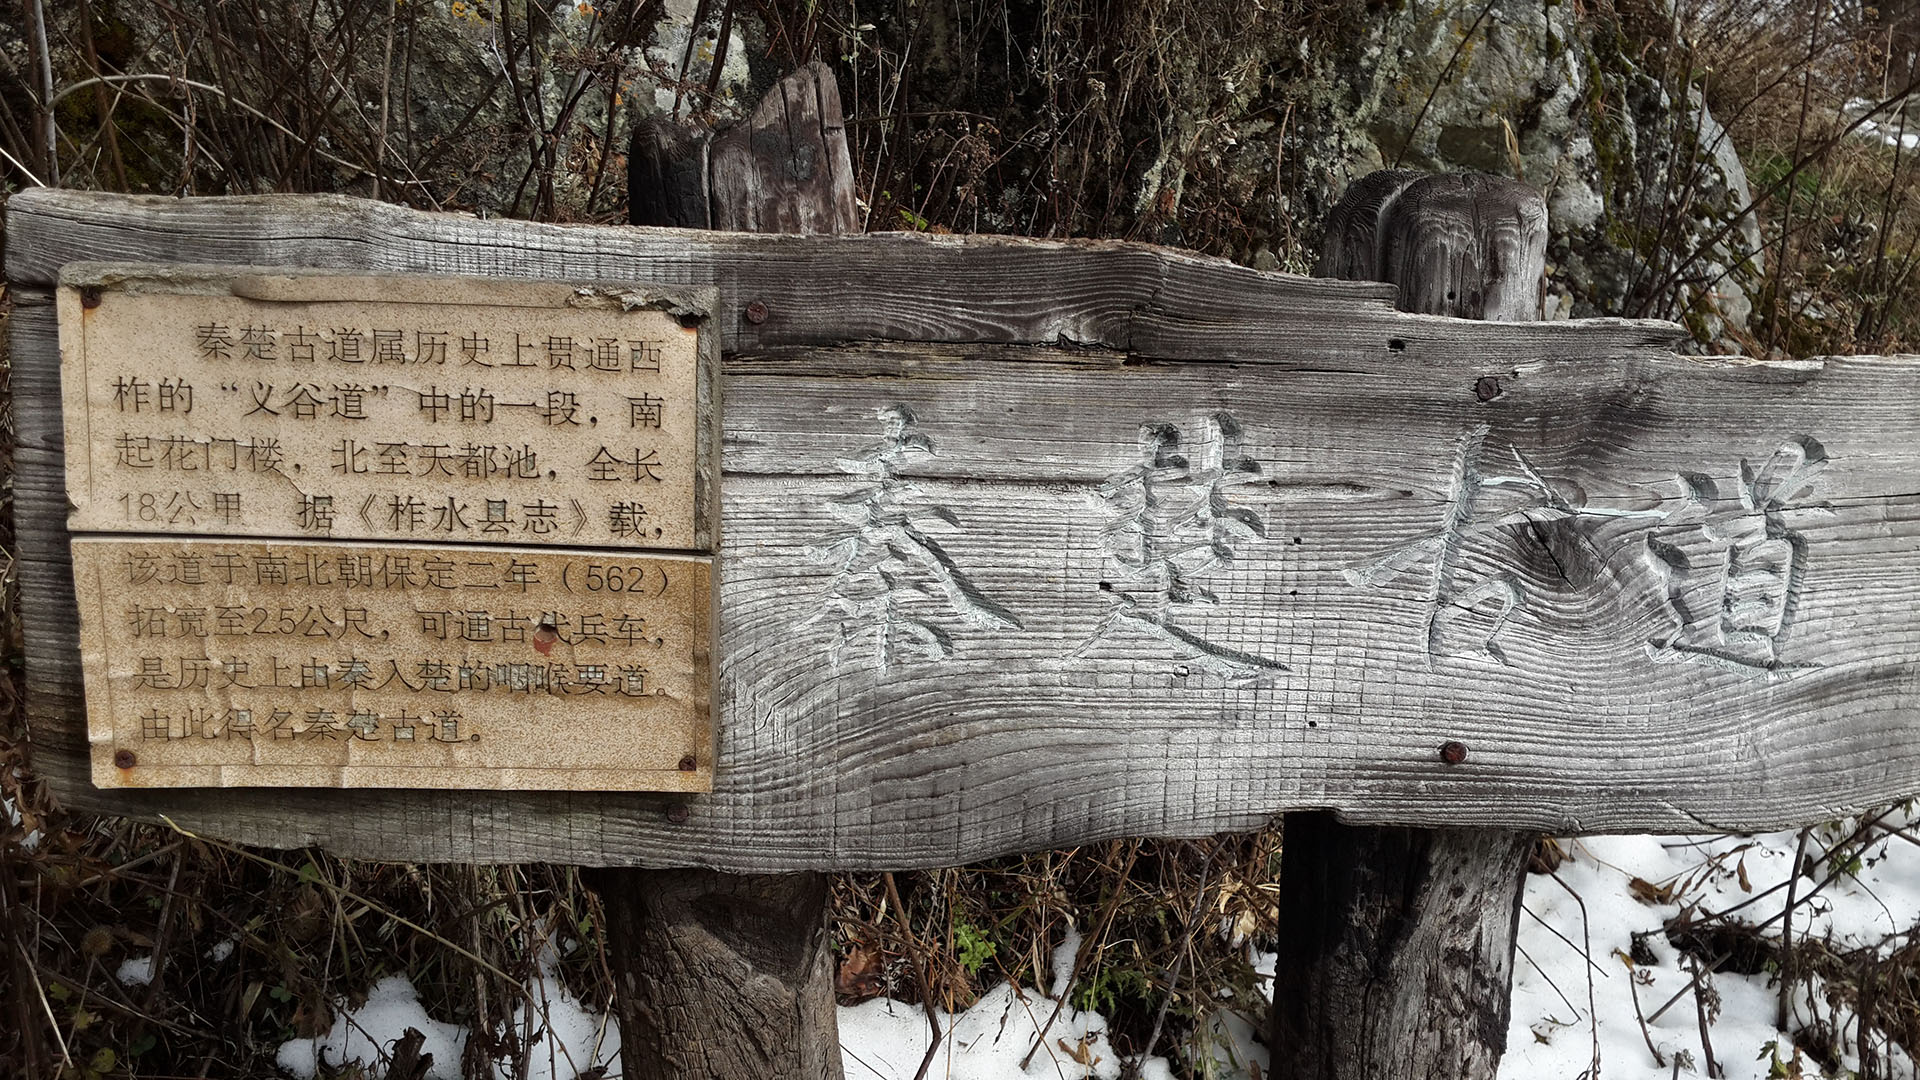 秦楚古道属历史上贯通西
柞的“义谷道”中的一段，南
起花门楼，北至天都池，全长
18公里 据《柞水县志》载，
该道于南北朝保定二年（562）
拓宽至2.5公尺，可通古代兵车，
是历史上由秦入楚的咽喉要道。
由此得名秦楚古道。
秦楚古道